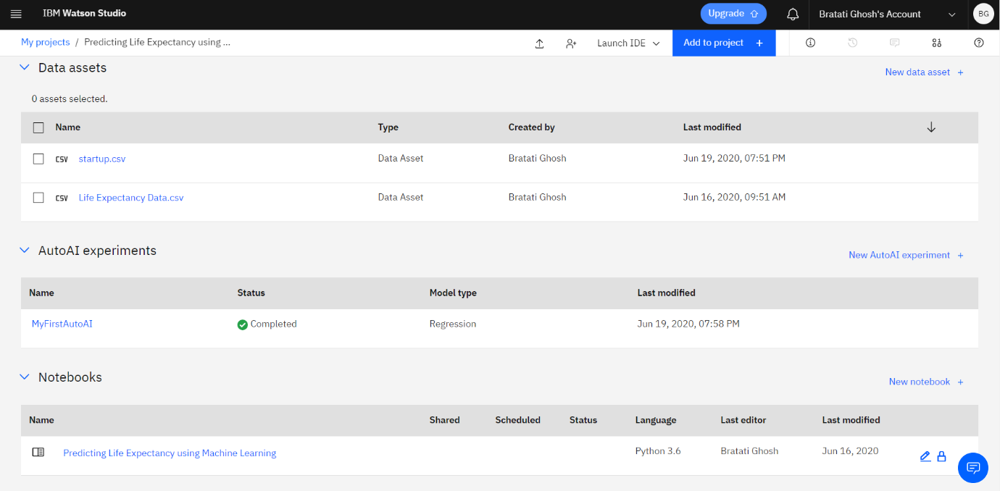 IBM Watson Studio
Upgrade
Bratati Ghosh's Account
BG
My projects / Predicting Life Expectancy using ...
Launch IDE
Add to project +
Data assets
New data asset +
0 assets selected.
Name Type Created by Last modified
CSV startup.csv Data Asset Bratati Ghosh Jun 19, 2020, 07:51 PM
CSV Life Expectancy Data.csv Data Asset Bratati Ghosh Jun 16, 2020, 09:51 AM
AutoAI experiments
New AutoAI experiment +
Name Status Model type Last modified
MyFirstAutoAI Completed Regression Jun 19, 2020, 07:58 PM
Notebooks
New notebook +
Name Shared Scheduled Status Language Last editor Last modified
Predicting Life Expectancy using Machine Learning Python 3.6 Bratati Ghosh Jun 16, 2020